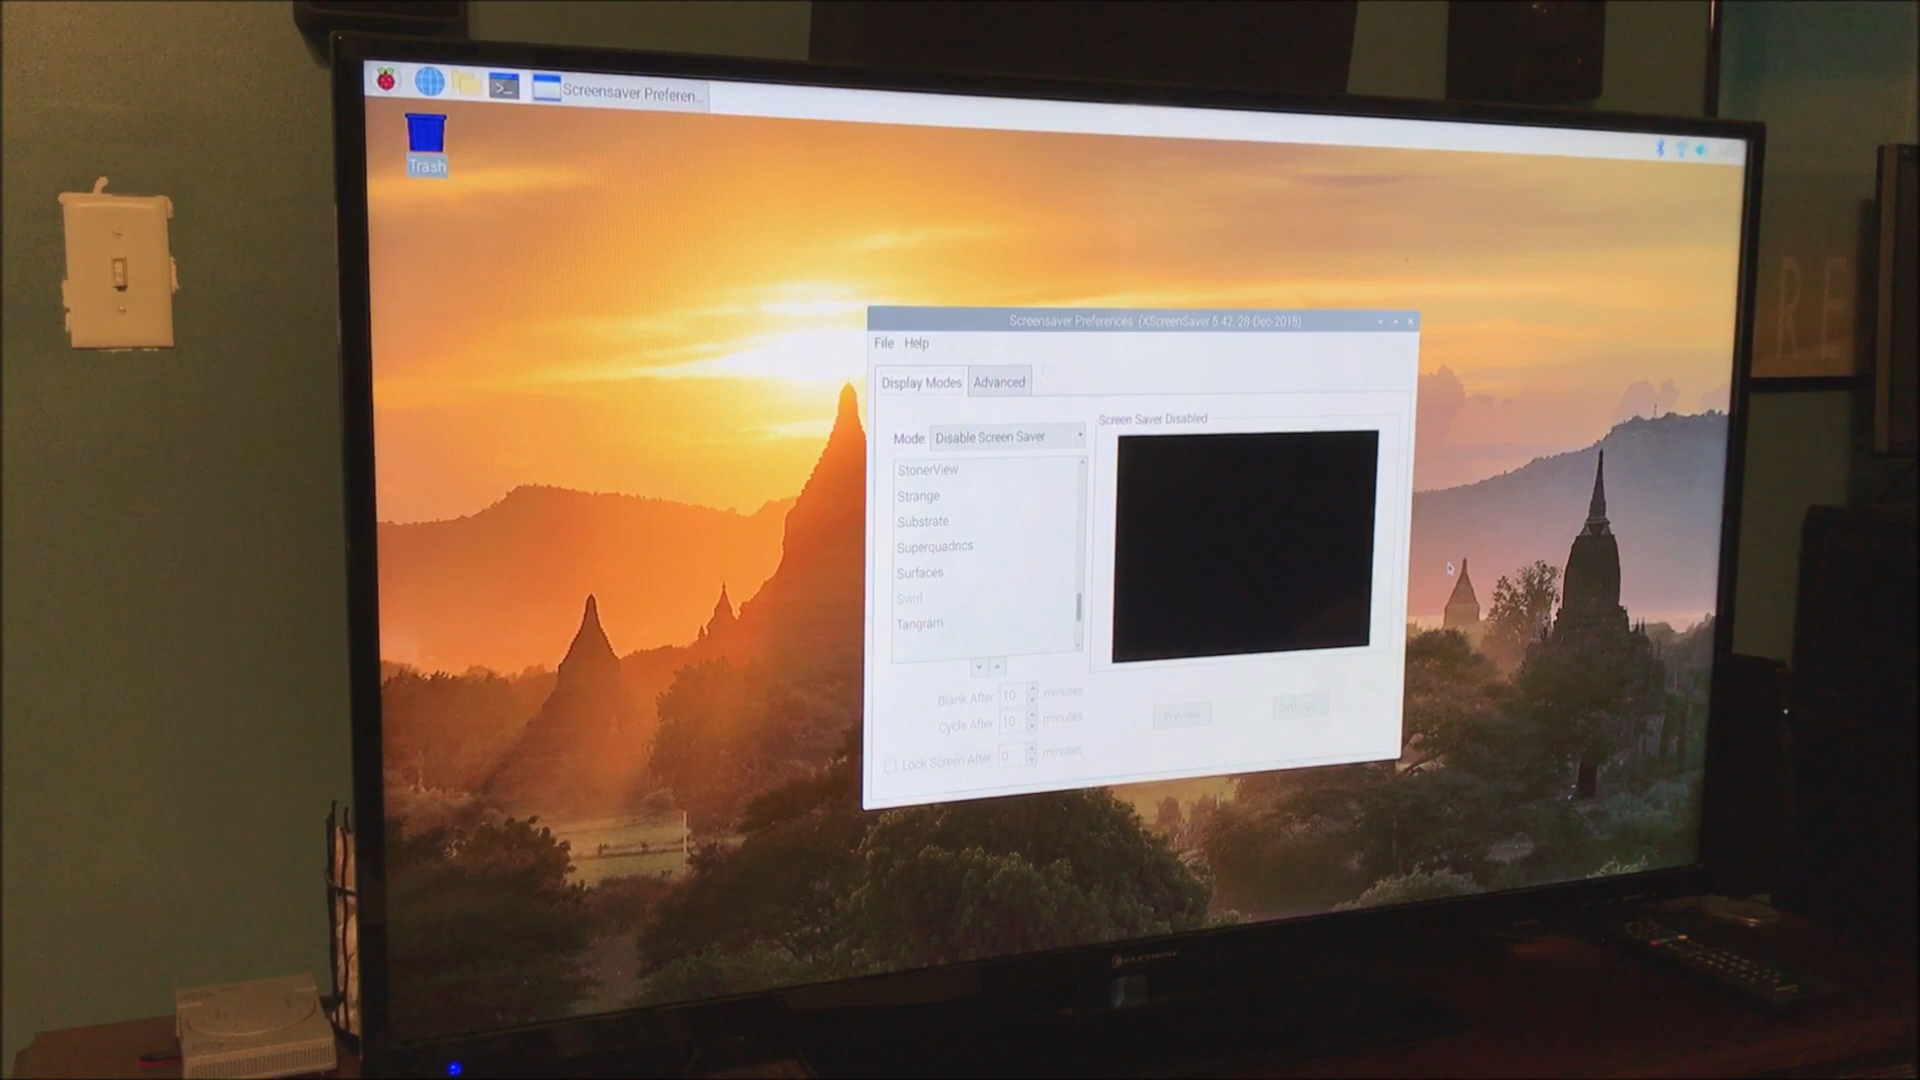 Screensaver Preferen...
Trash
Screensaver Preferences (XScreenSaver 5.42, 28-Dec-2018)
File Help
Display Modes Advanced
Screen Saver Disabled
Mode: Disable Screen Saver
StonerView
Strange
Substrate
Superquadrics
Surfaces
Swirl
Tangram
Blank After 10 minutes
Cycle After 10 minutes
Preview Settings
Lock Screen After 0 minutes
ELEMENT
RE